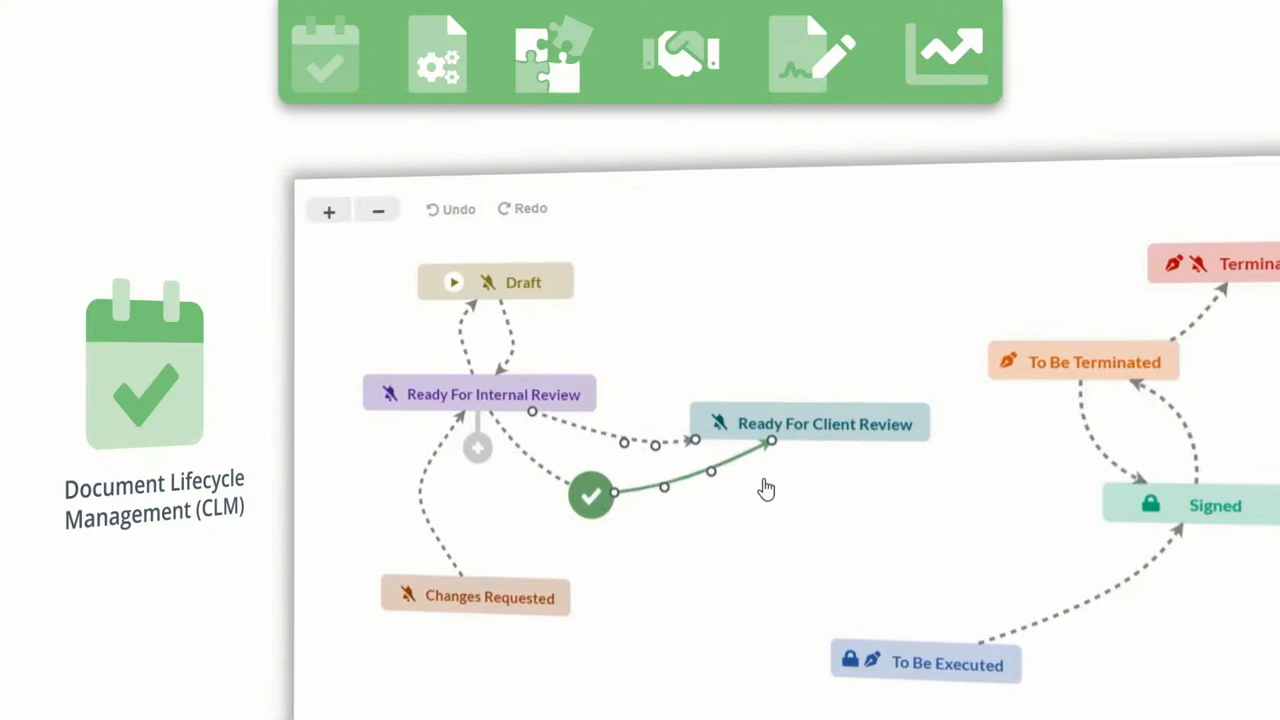 Undo
Redo
Draft
Ready For Internal Review
Ready For Client Review
Changes Requested
To Be Terminated
Signed
To Be Executed
Document Lifecycle
Management (CLM)